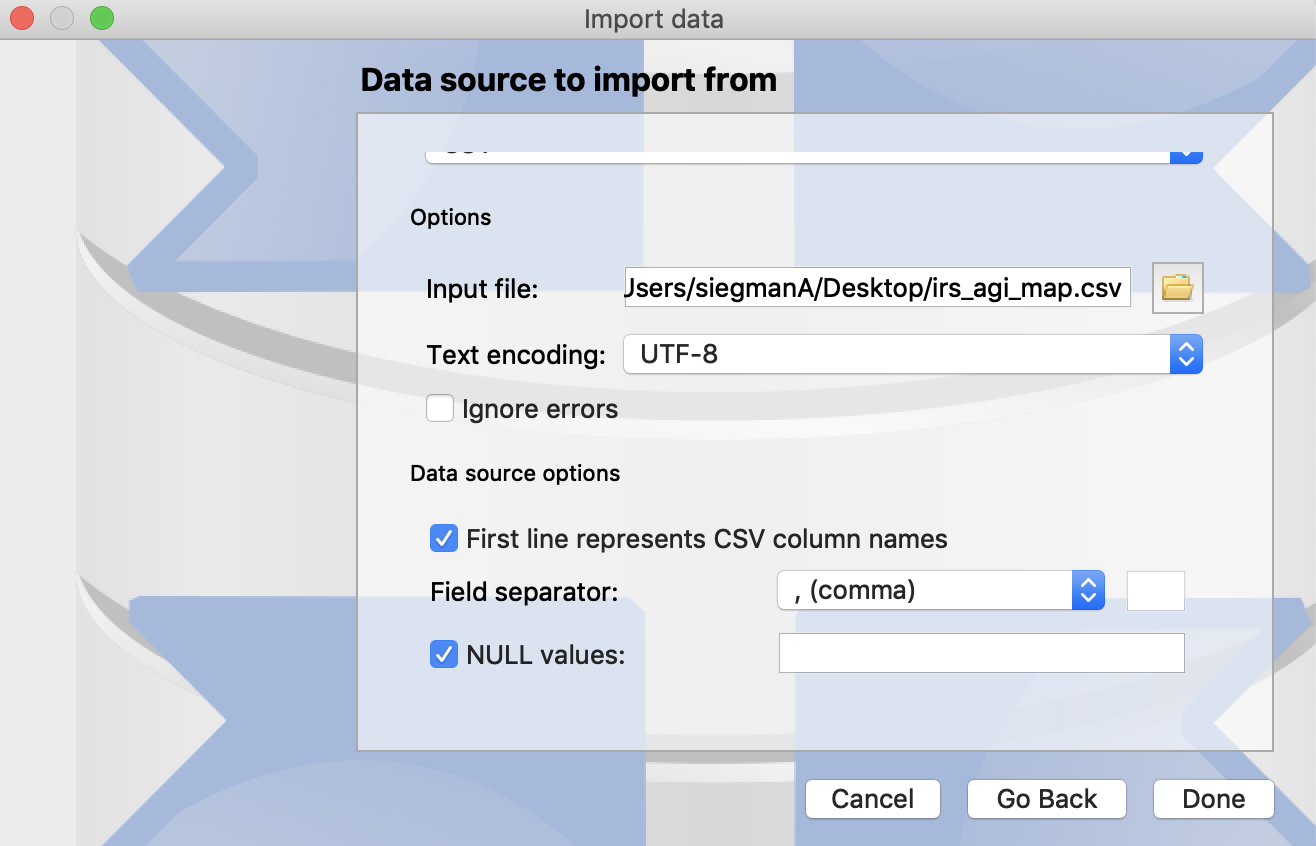 Import data
Data source to import from
Options
Input file: Users/siegmanA/Desktop/irs_agi_map.csv
Text encoding: UTF-8
Ignore errors
Data source options
First line represents CSV column names
Field separator: , (comma)
NULL values:
Cancel Go Back Done